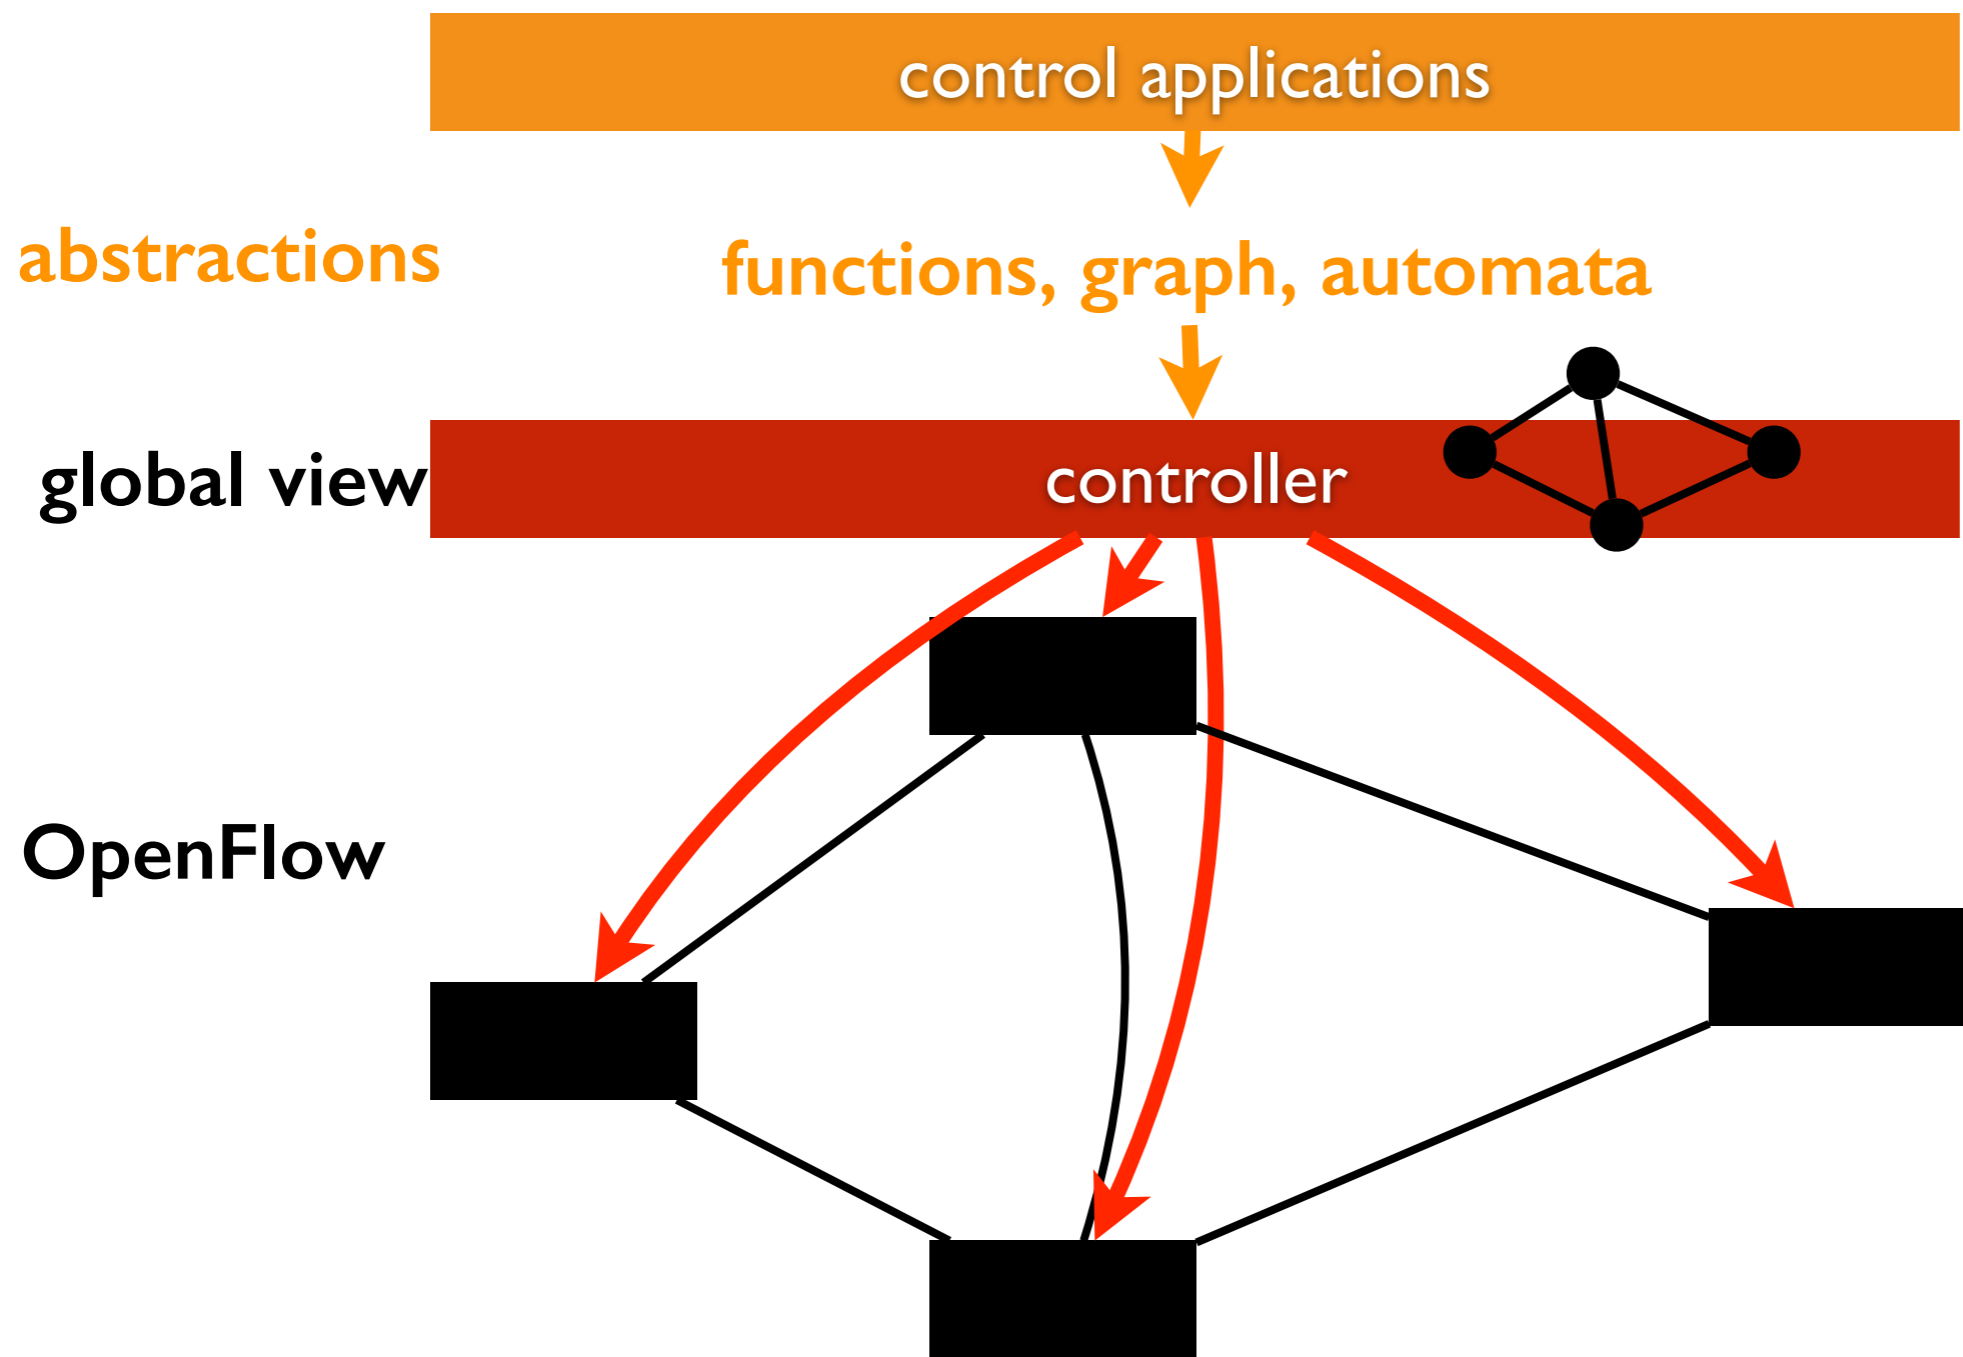 control applications
abstractions
functions, graph, automata
global view
controller
OpenFlow